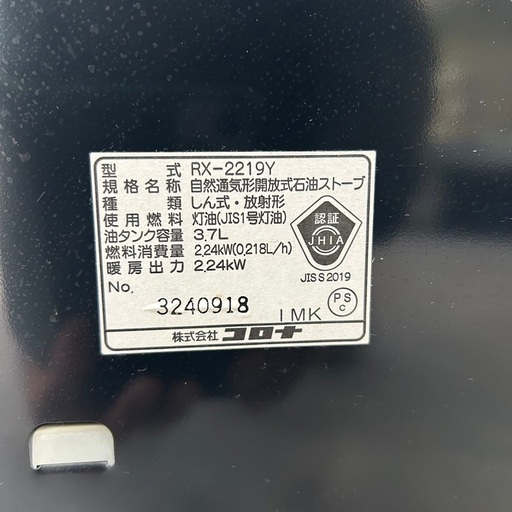 型 式 RX-2219Y
規格名称 自然通気形開放式石油ストーブ
種 類 しん式・放射形
使用燃料 灯油(JIS1号灯油)
油タンク容量 3.7L
燃料消費量 2.24kW(0.218L/h)
暖房出力 2.24kW
認証
JHIA
JIS S 2019
No. 3240918
1MK
PS
C
株式会社 コロナ